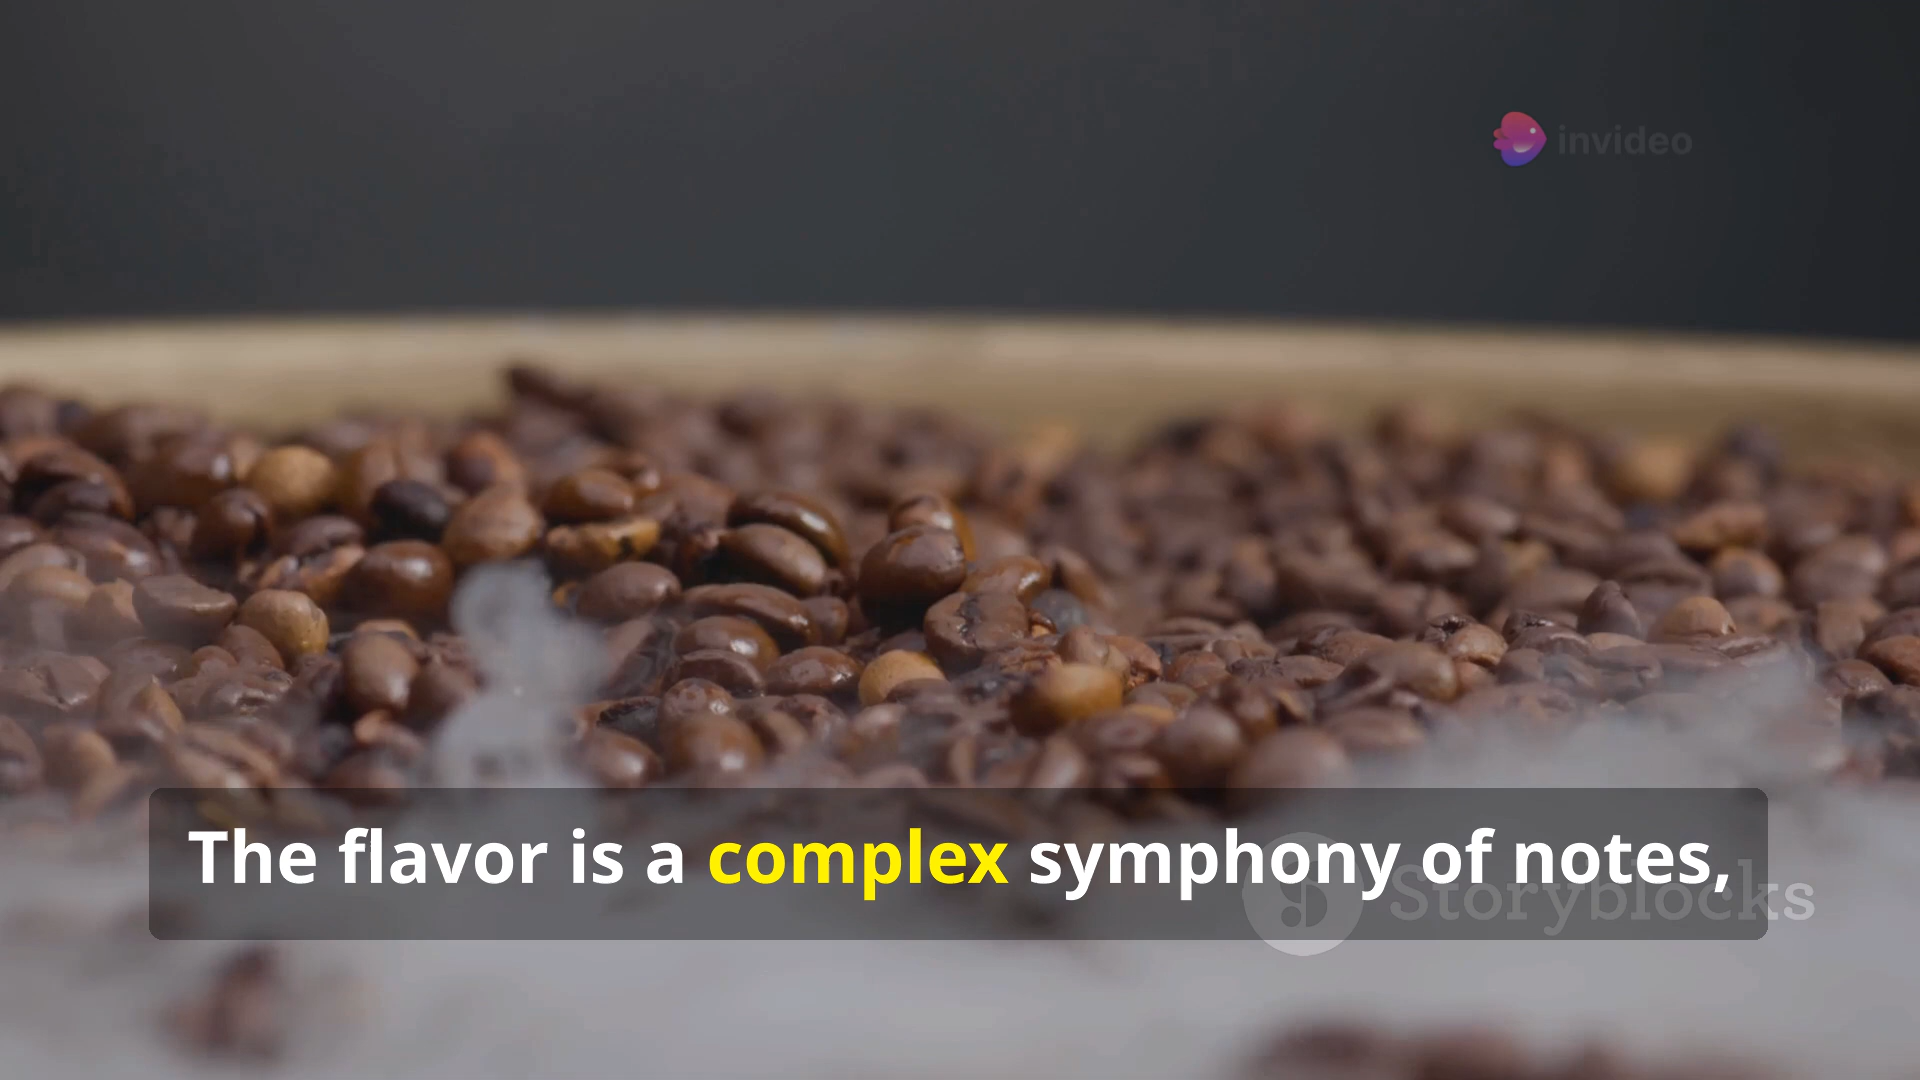 invideo
The flavor is a complex symphony of notes,
Storyblocks